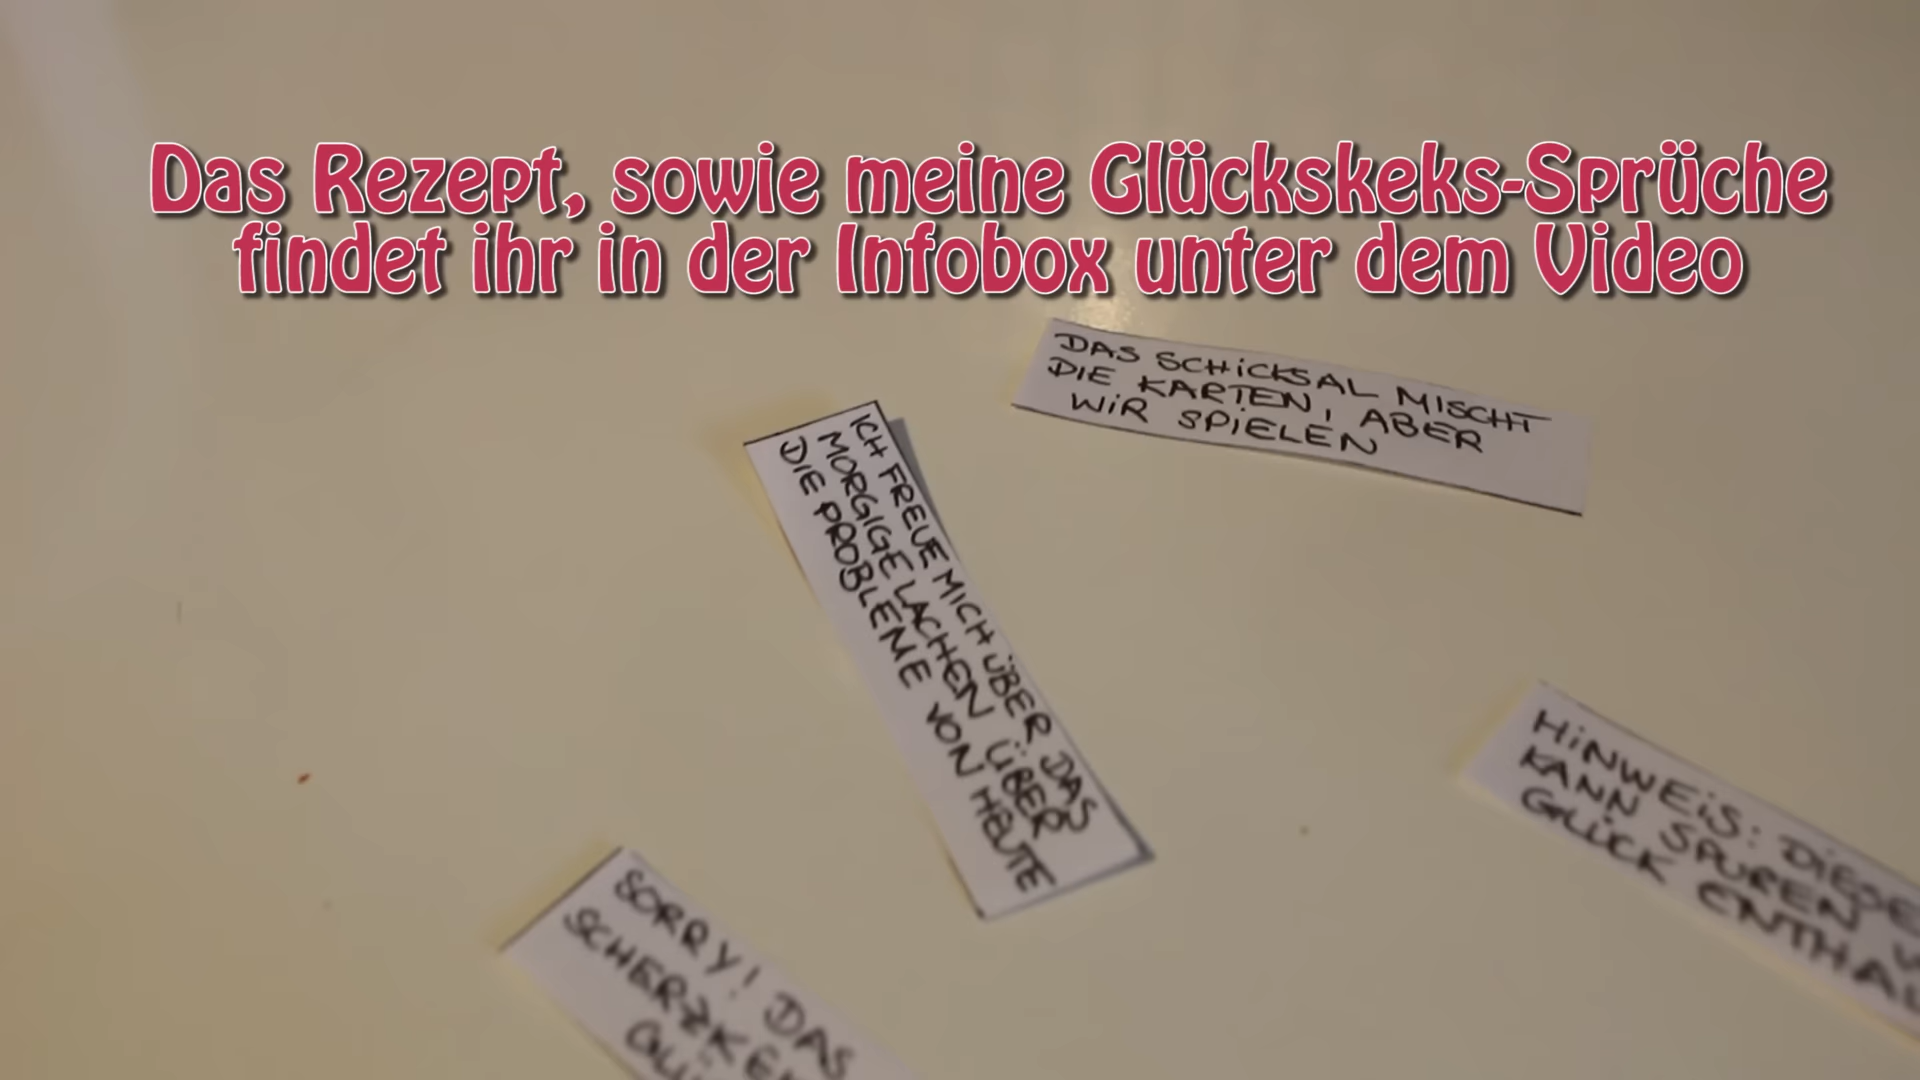 Das Rezept, sowie meine Glückskeks-Sprüche
findet ihr in der Infobox unter dem Video
DAS SCHiCKSAL MISCHT
DIE KARTEN, ABER
WiR SPiELEN
ICH FREUE MICH ÜBER DAS
MORGIGE LACHEN ÜBER
DIE PROBLEME VON HEUTE
HiNWEiS:
KANN SPUREN
GLÜCK
SORRY! DAS